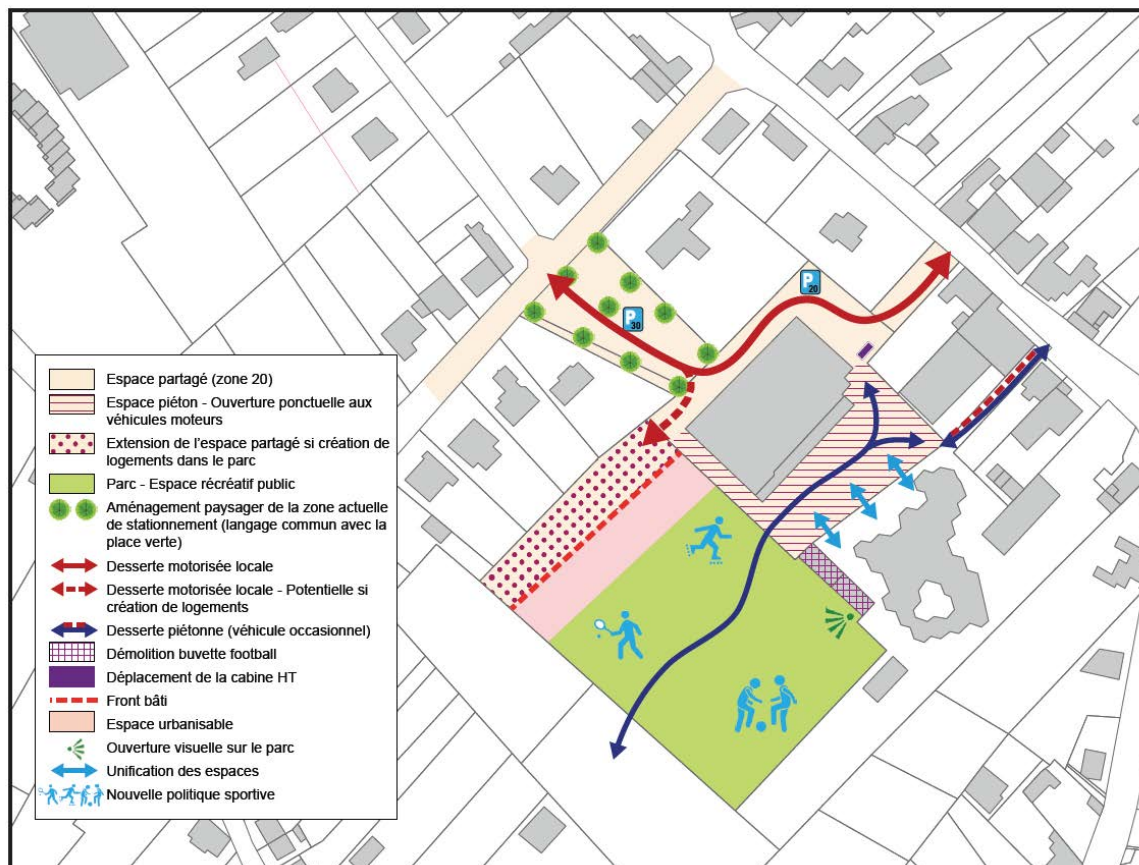 P
20
P
30
Espace partagé (zone 20)
Espace piéton - Ouverture ponctuelle aux
véhicules moteurs
Extension de l'espace partagé si création de
logements dans le parc
Parc - Espace récréatif public
Aménagement paysager de la zone actuelle
de stationnement (langage commun avec la
place verte)
Desserte motorisée locale
Desserte motorisée locale - Potentielle si
création de logements
Desserte piétonne (véhicule occasionnel)
Démolition buvette football
Déplacement de la cabine HT
Front bâti
Espace urbanisable
Ouverture visuelle sur le parc
Unification des espaces
Nouvelle politique sportive